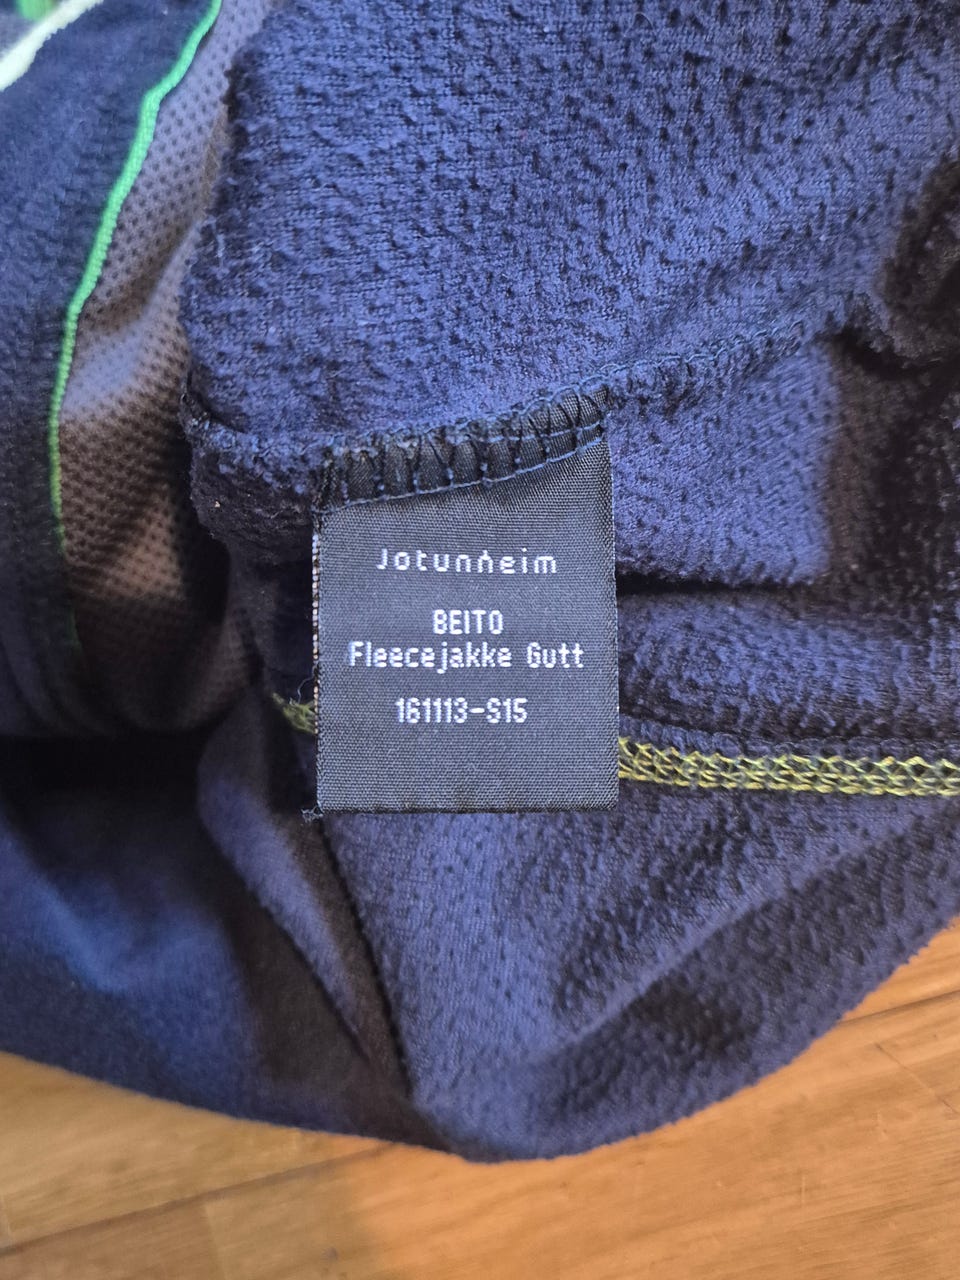 Jotunheim
BEITO
Fleecejakke Gutt
161113-S15